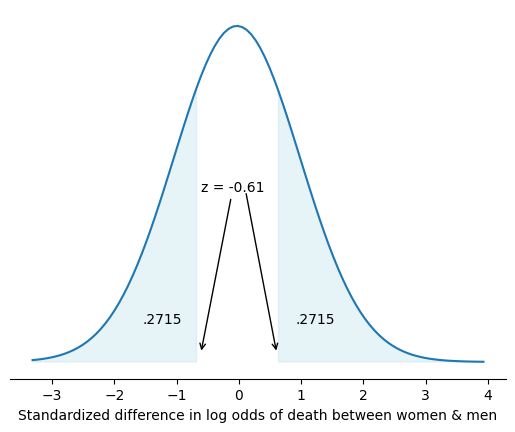 z = -0.61
.2715 .2715
−3 −2 −1 0 1 2 3 4
Standardized difference in log odds of death between women & men